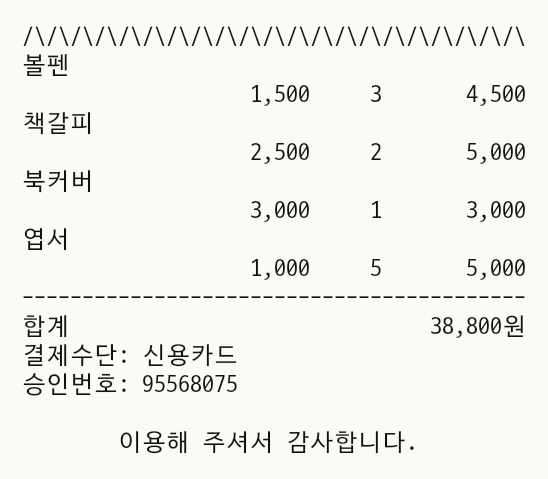 /\/\/\/\/\/\/\/\/\/\/\/\/\/\/\/\/\/\/\/\/\
볼펜
1,500 3 4,500
책갈피
2,500 2 5,000
북커버
3,000 1 3,000
엽서
1,000 5 5,000
------------------------------------------
합계 38,800원
결제수단: 신용카드
승인번호: 95568075
이용해 주셔서 감사합니다.